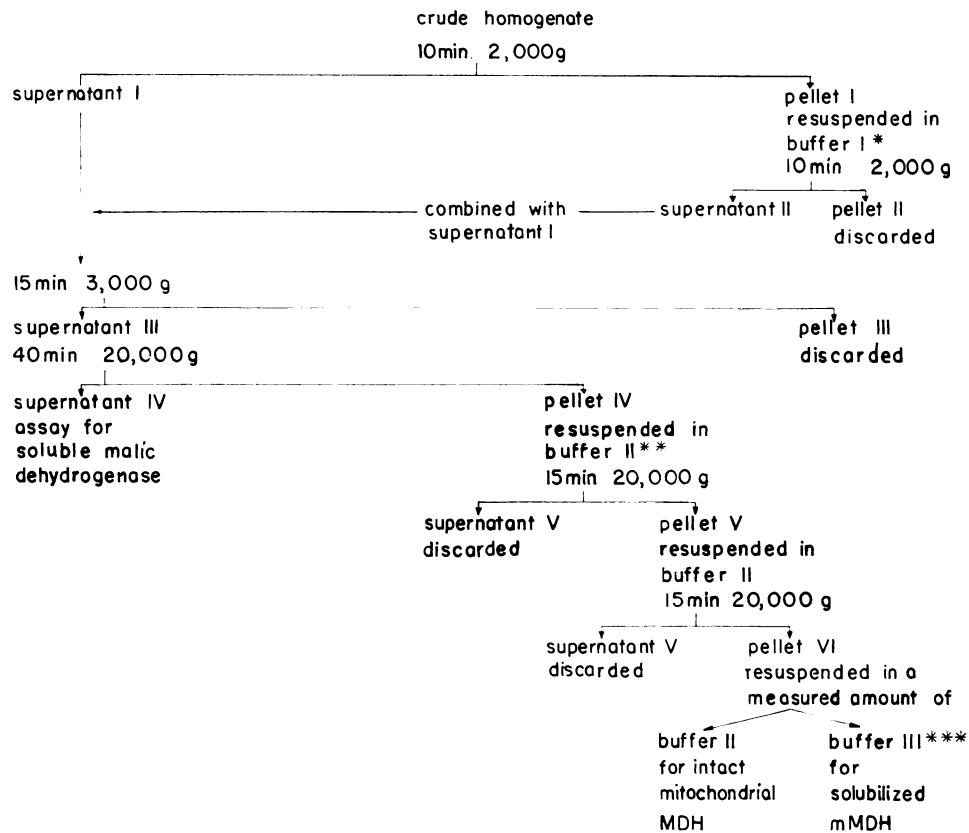 crude homogenate
10min. 2,000g
supernatant I
pellet I
resuspended in
buffer I *
10min 2,000 g
combined with
supernatant I
supernatant II
pellet II
discarded
15min 3,000 g
supernatant III
40min 20,000g
pellet III
discarded
supernatant IV
assay for
soluble malic
dehydrogenase
pellet IV
resuspended in
buffer II * *
15min 20,000 g
supernatant V
discarded
pellet V
resuspended in
buffer II
15min 20,000 g
supernatant V
discarded
pellet VI
resuspended in a
measured amount of
buffer II
for intact
mitochondrial
MDH
buffer III ***
for
solubilized
mMDH